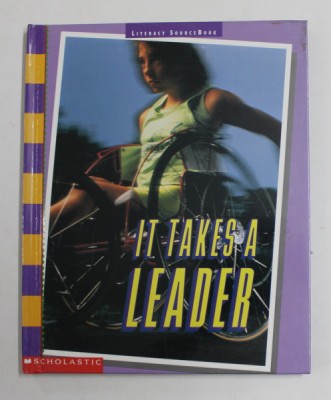 LITERACY SOURCEBOOK
IT TAKES A
LEADER
SCHOLASTIC